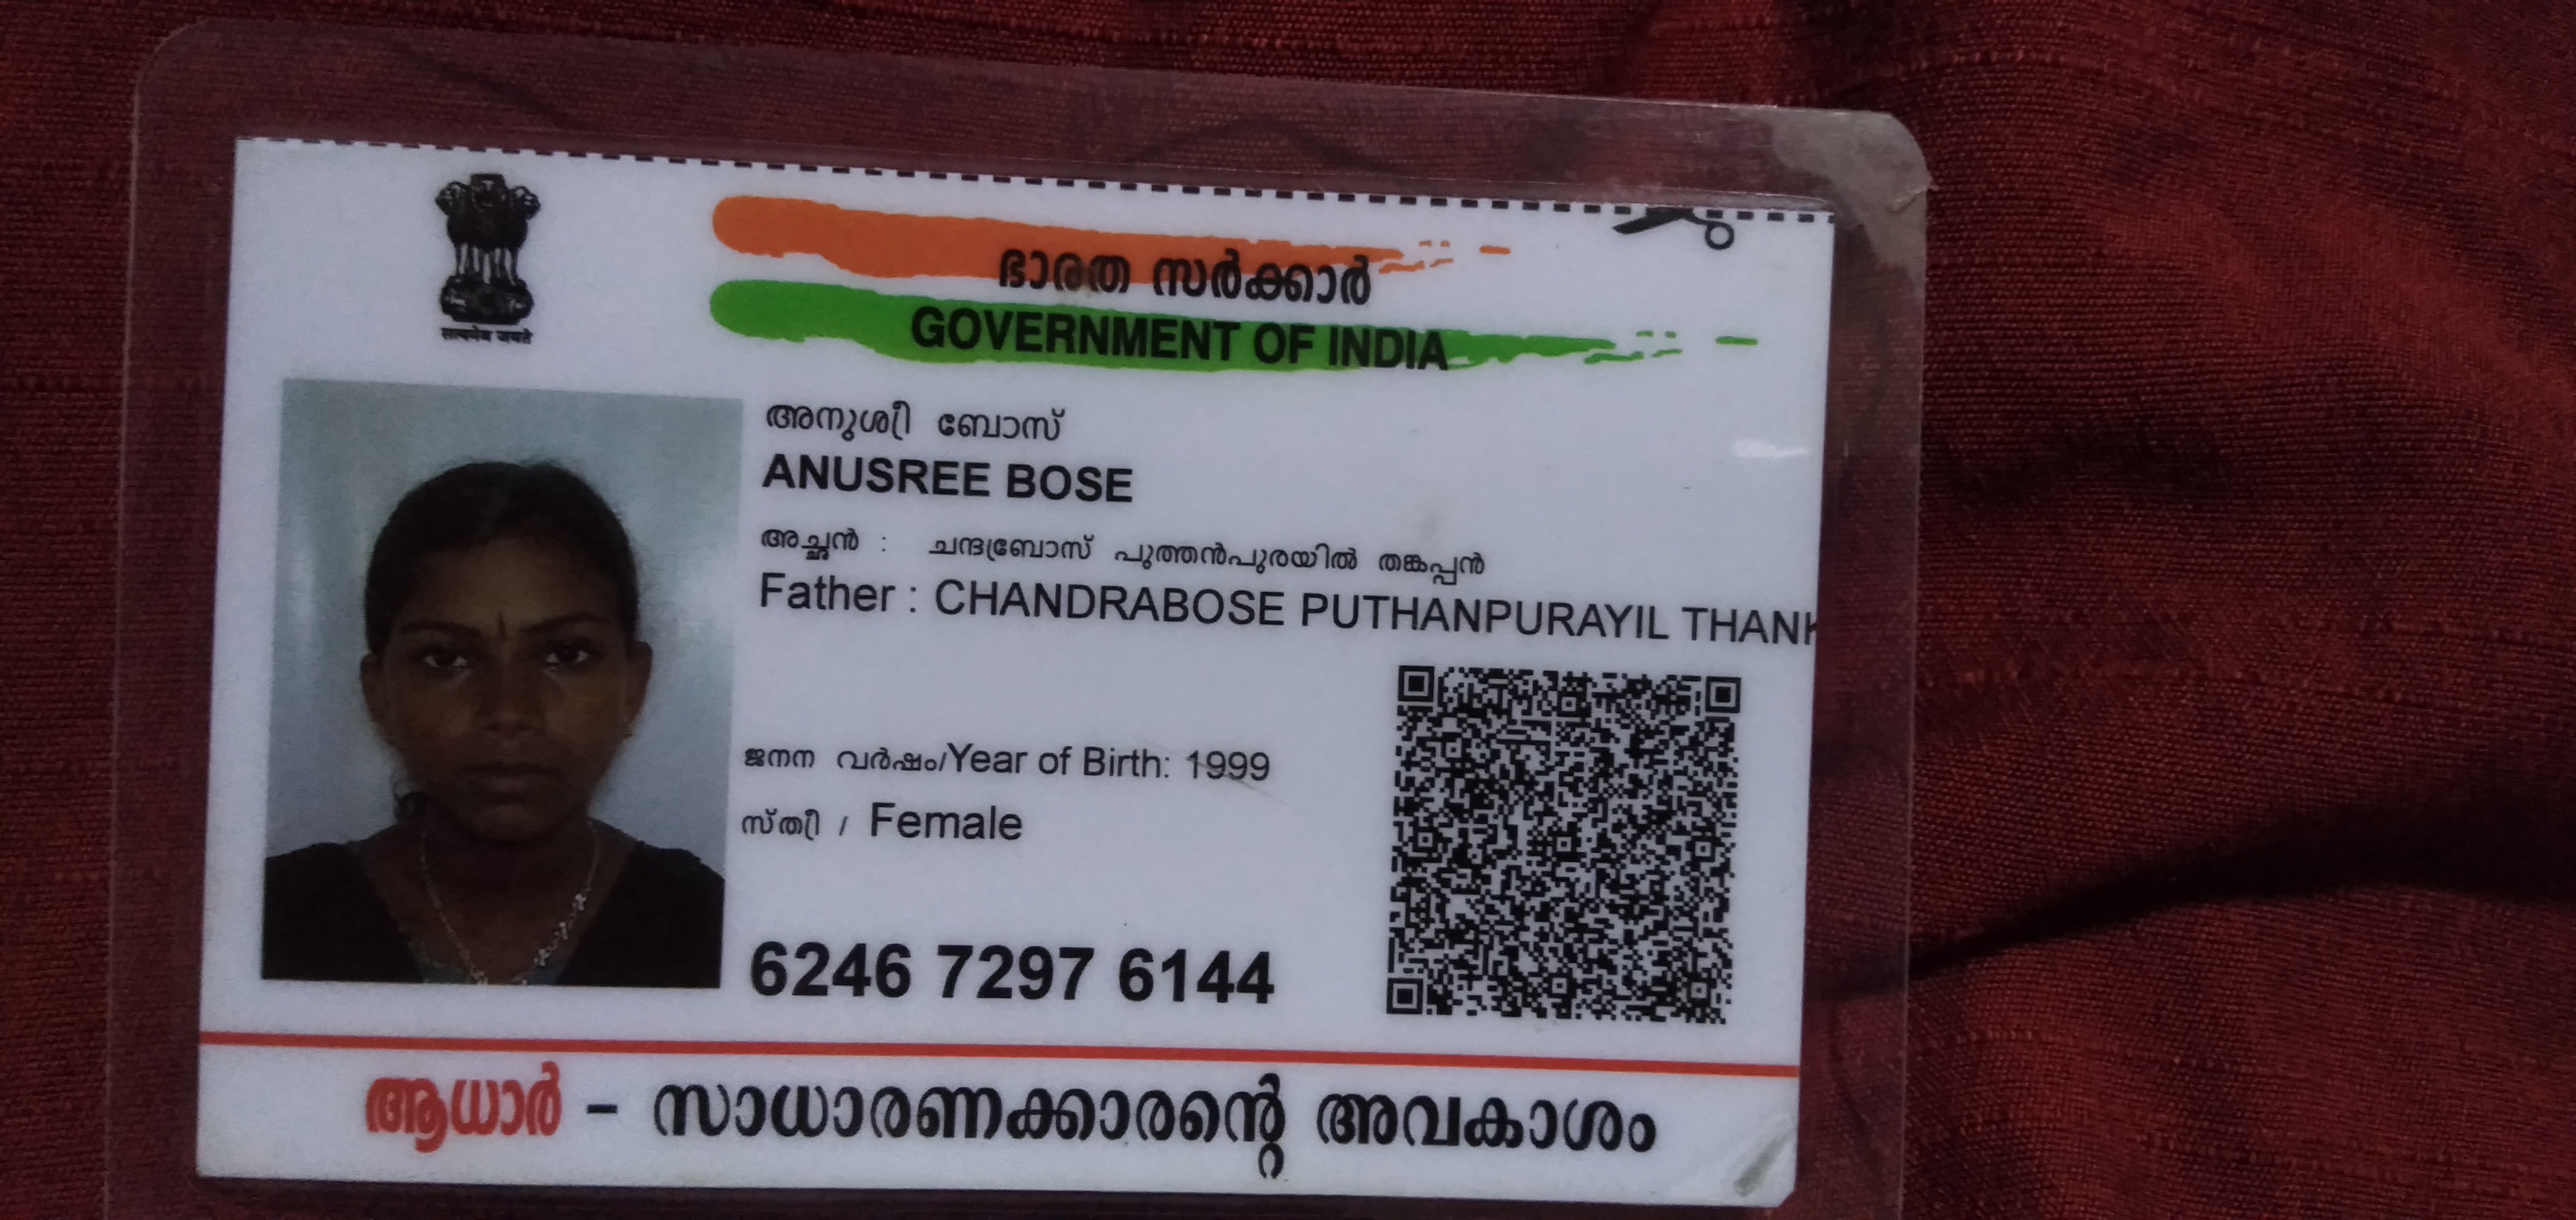 सत्यमेव जयते
ഭാരത സർക്കാർ
GOVERNMENT OF INDIA
അനുശ്രീ ബോസ്
ANUSREE BOSE
അച്ഛൻ : ചന്ദ്രബോസ് പുത്തൻപുരയിൽ തങ്കപ്പൻ
Father : CHANDRABOSE PUTHANPURAYIL THANK
ജനന വർഷം/Year of Birth: 1999
സ്ത്രീ / Female
6246 7297 6144
ആധാർ - സാധാരണക്കാരന്റെ അവകാശം